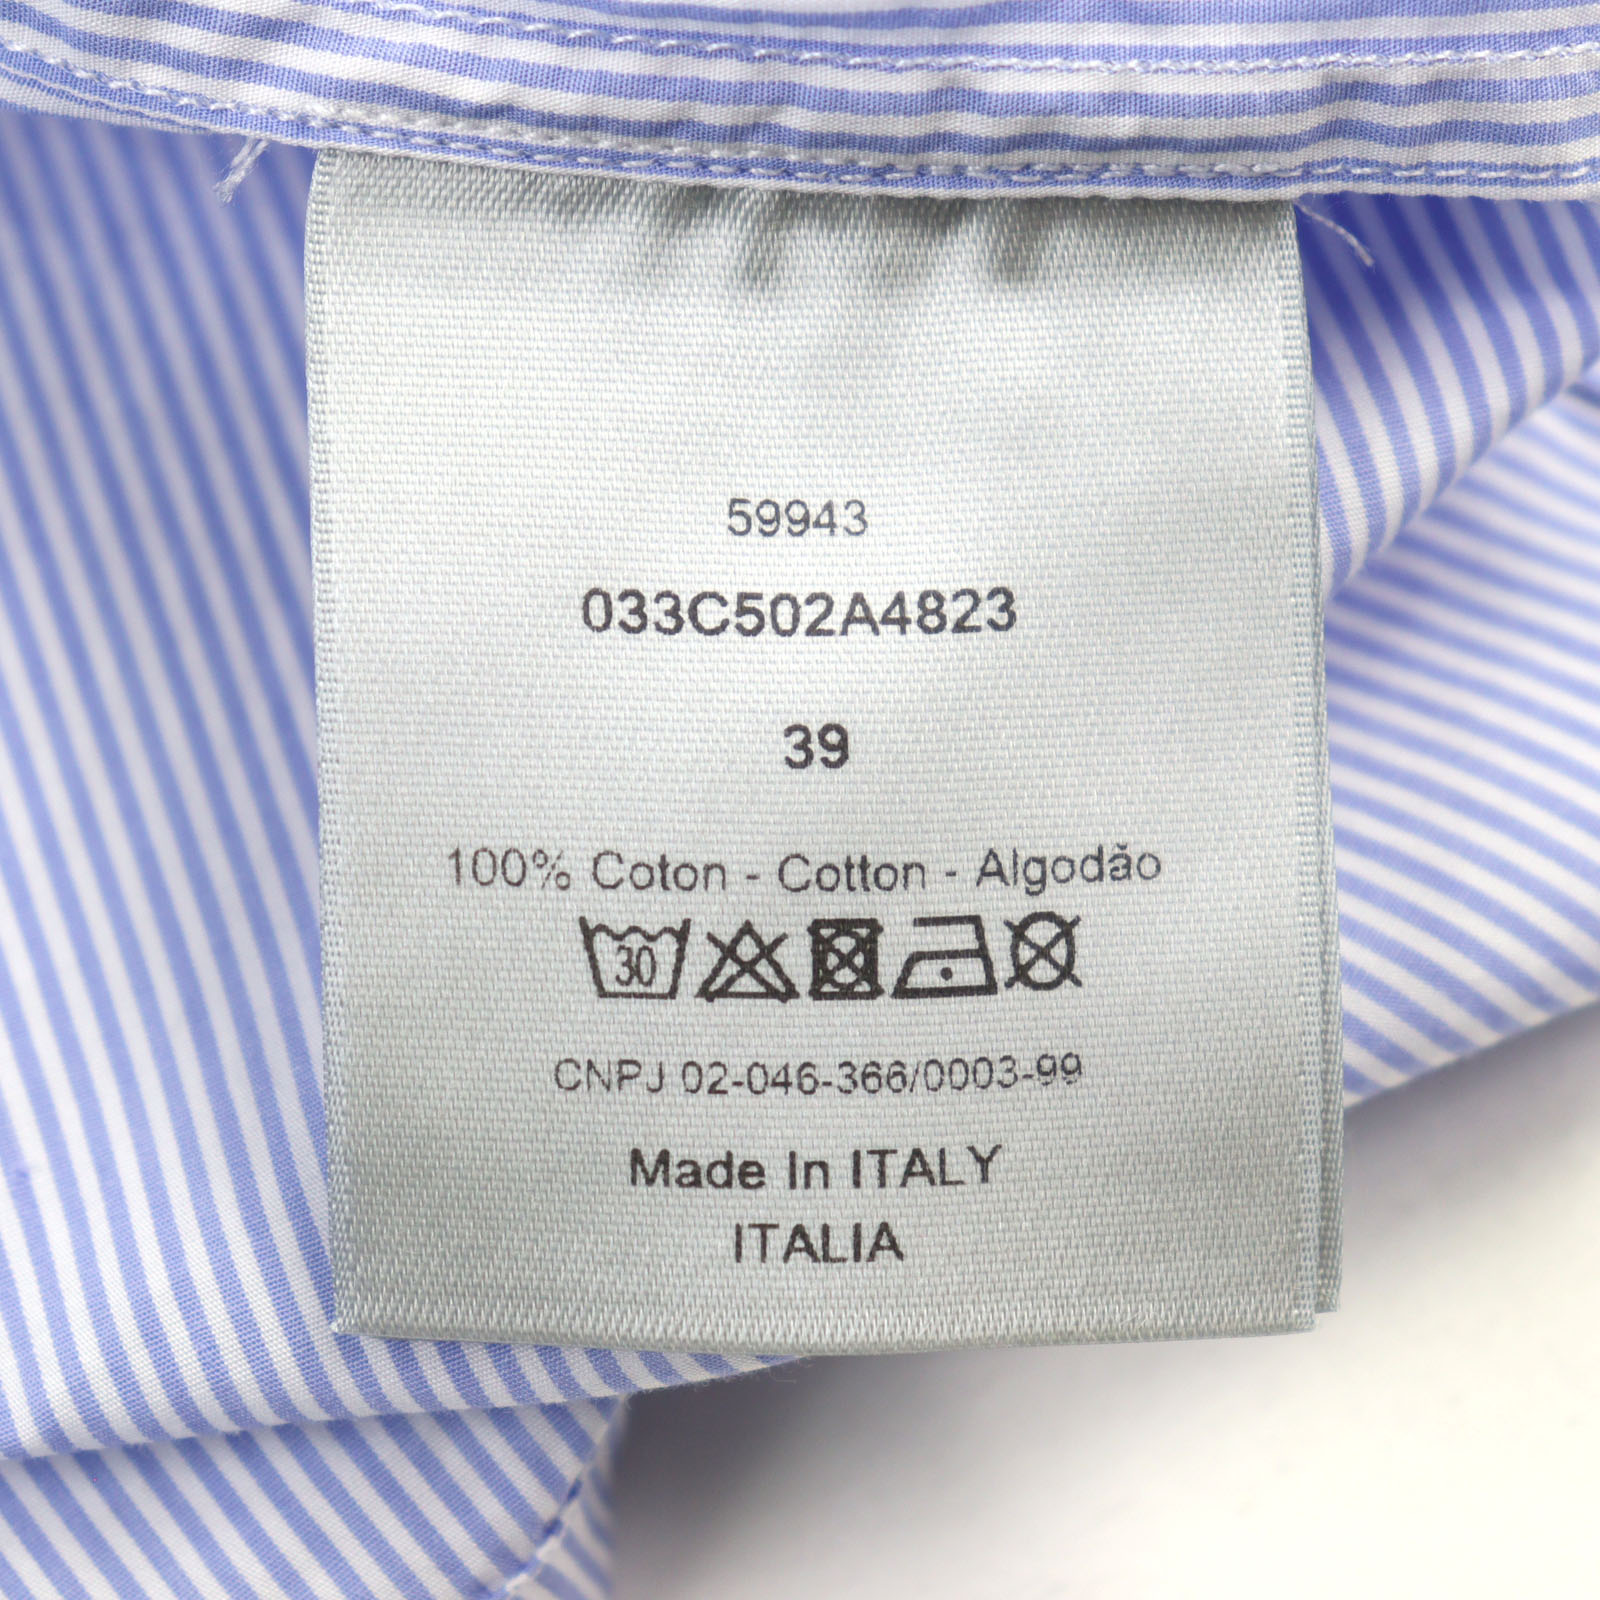 59943
033C502A4823
39
100% Coton - Cotton - Algodão
30
CNPJ 02-046-366/0003-99
Made In ITALY
ITALIA